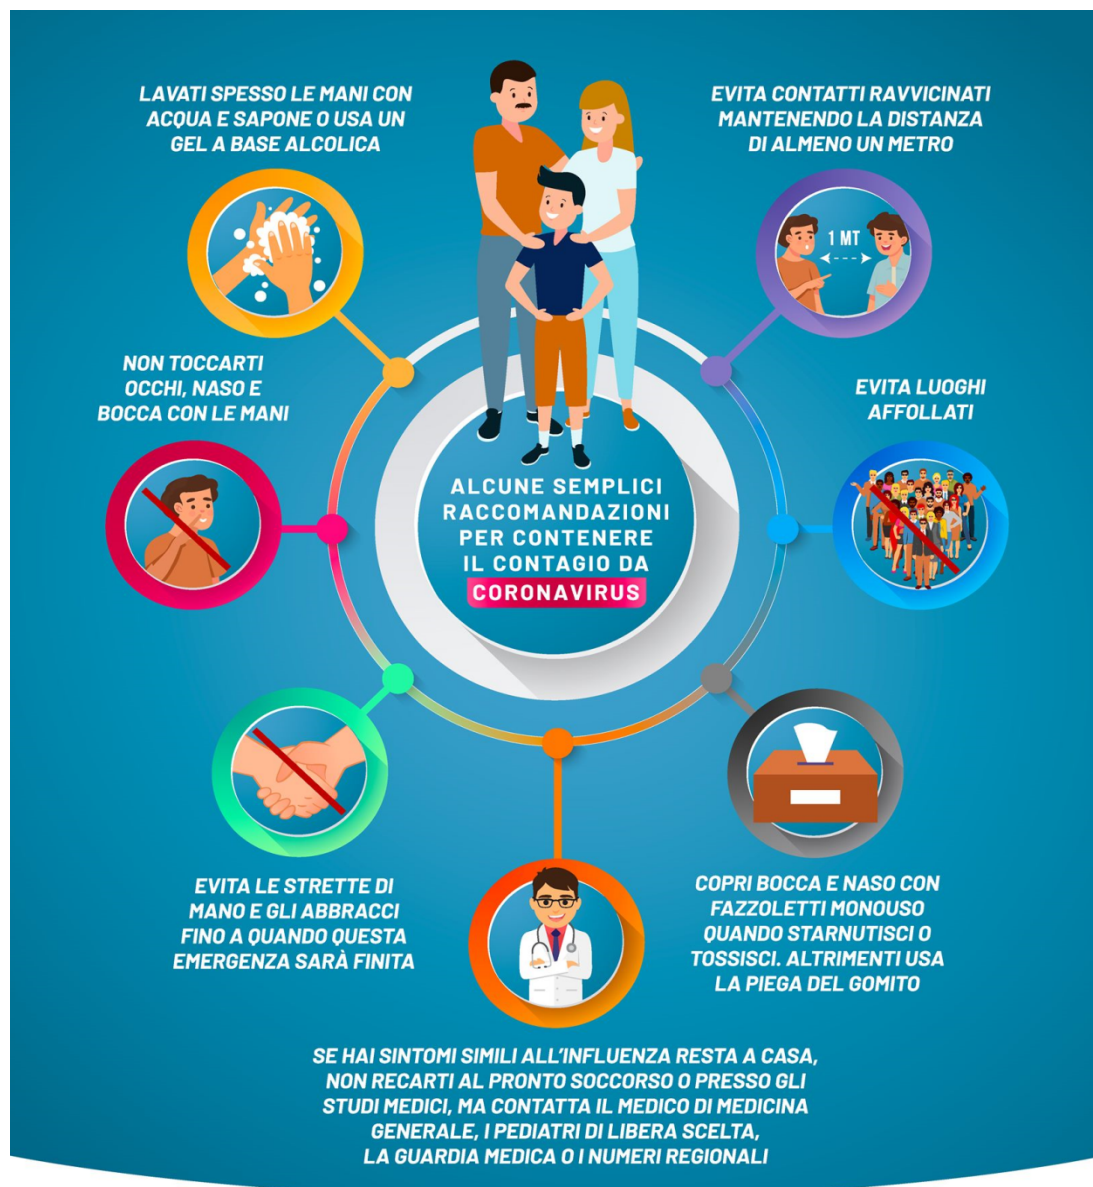 LAVATI SPESSO LE MANI CON
ACQUA E SAPONE O USA UN
GEL A BASE ALCOLICA
EVITA CONTATTI RAVVICINATI
MANTENENDO LA DISTANZA
DI ALMENO UN METRO
1 MT
NON TOCCARTI
OCCHI, NASO E
BOCCA CON LE MANI
EVITA LUOGHI
AFFOLLATI
ALCUNE SEMPLICI
RACCOMANDAZIONI
PER CONTENERE
IL CONTAGIO DA
CORONAVIRUS
EVITA LE STRETTE DI
MANO E GLI ABBRACCI
FINO A QUANDO QUESTA
EMERGENZA SARÀ FINITA
COPRI BOCCA E NASO CON
FAZZOLETTI MONOUSO
QUANDO STARNUTISCI O
TOSSISCI. ALTRIMENTI USA
LA PIEGA DEL GOMITO
SE HAI SINTOMI SIMILI ALL'INFLUENZA RESTA A CASA,
NON RECARTI AL PRONTO SOCCORSO O PRESSO GLI
STUDI MEDICI, MA CONTATTA IL MEDICO DI MEDICINA
GENERALE, I PEDIATRI DI LIBERA SCELTA,
LA GUARDIA MEDICA O I NUMERI REGIONALI